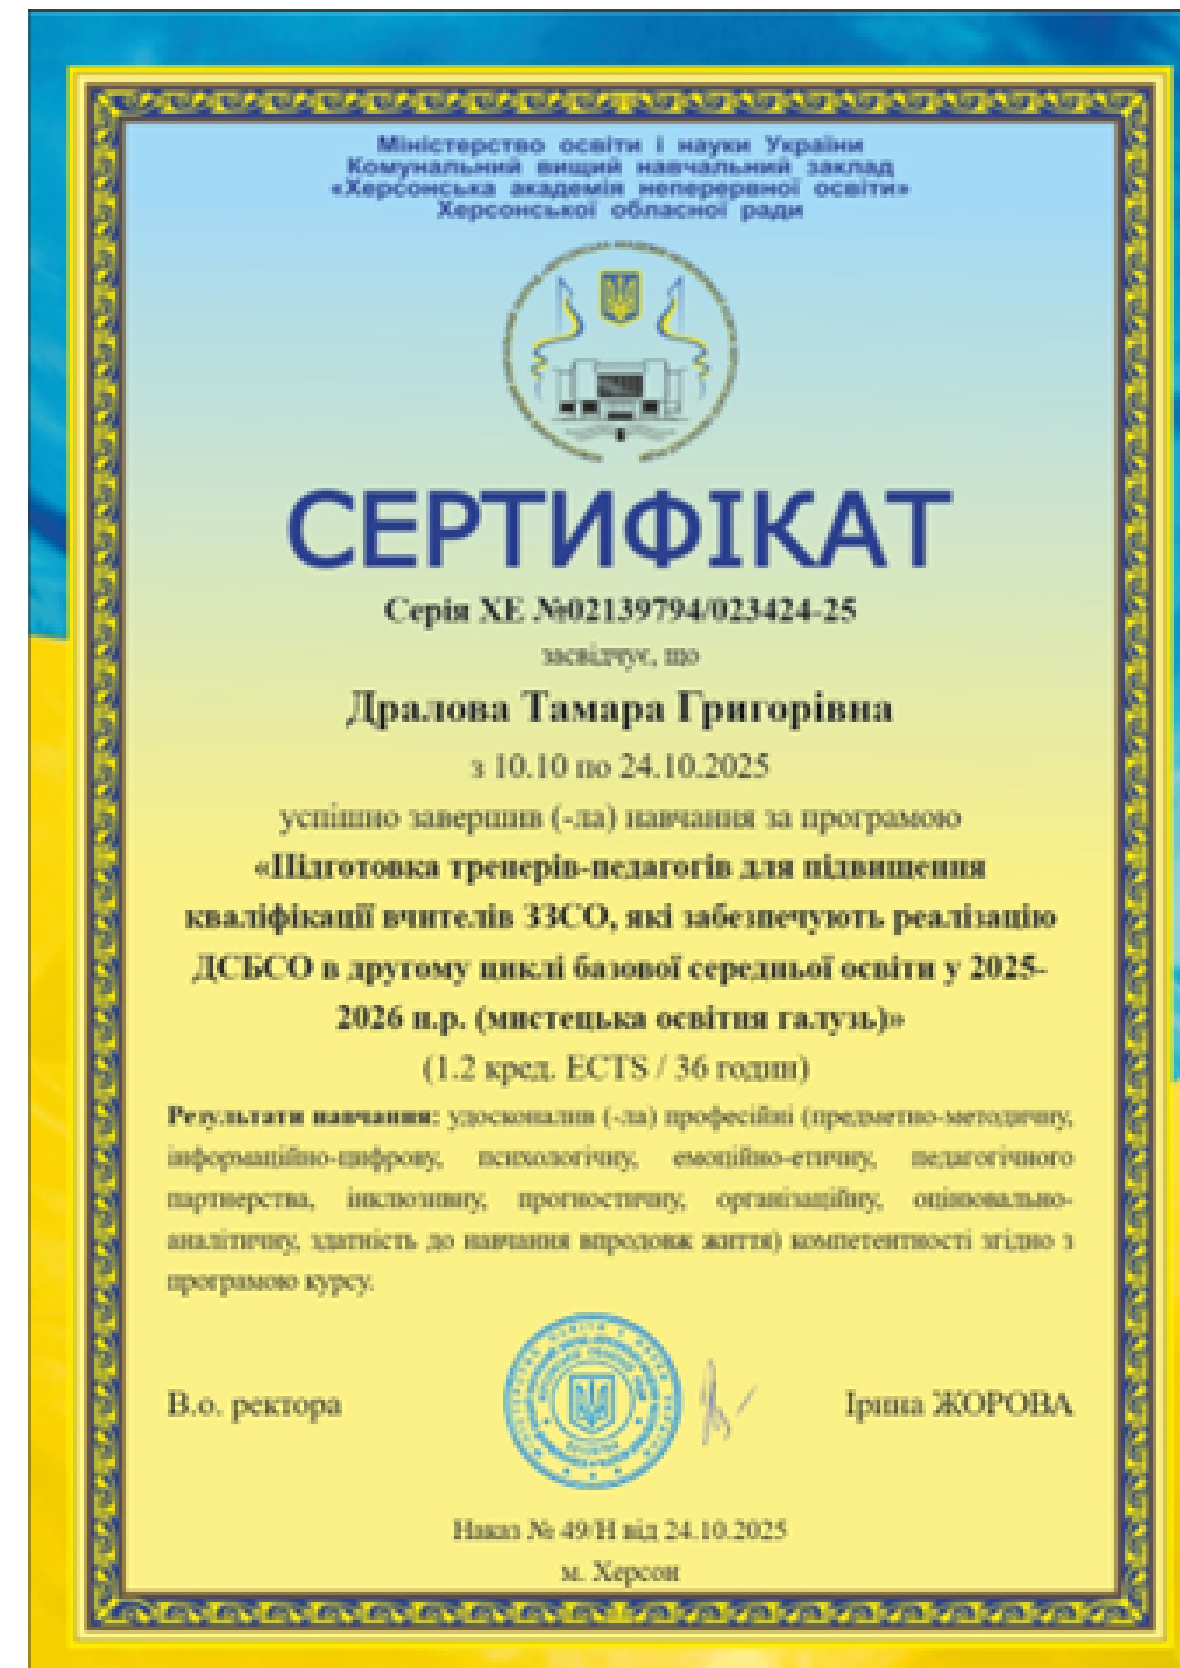 Міністерство освіти і науки України
Комунальний вищий навчальний заклад
«Херсонська академія неперервної освіти»
Херсонської обласної ради
СЕРТИФІКАТ
Серія ХЕ №02139794/023424-25
засвідчує, що
Дралова Тамара Григорівна
з 10.10 по 24.10.2025
успішно завершив (-ла) навчання за програмою
«Підготовка тренерів-педагогів для підвищення
кваліфікації вчителів ЗЗСО, які забезпечують реалізацію
ДСБСО в другому циклі базової середньої освіти у 2025-
2026 н.р. (мистецька освітня галузь)»
(1.2 кред. ECTS / 36 годин)
Результати навчання: удосконалив (-ла) професійні (предметно-методичну,
інформаційно-цифрову, психологічну, емоційно-етичну, педагогічного
партнерства, інклюзивну, прогностичну, організаційну, оцінювально-
аналітичну, здатність до навчання впродовж життя) компетентності згідно з
програмою курсу.
В.о. ректора
Ірина ЖОРОВА
Наказ № 49/Н від 24.10.2025
м. Херсон